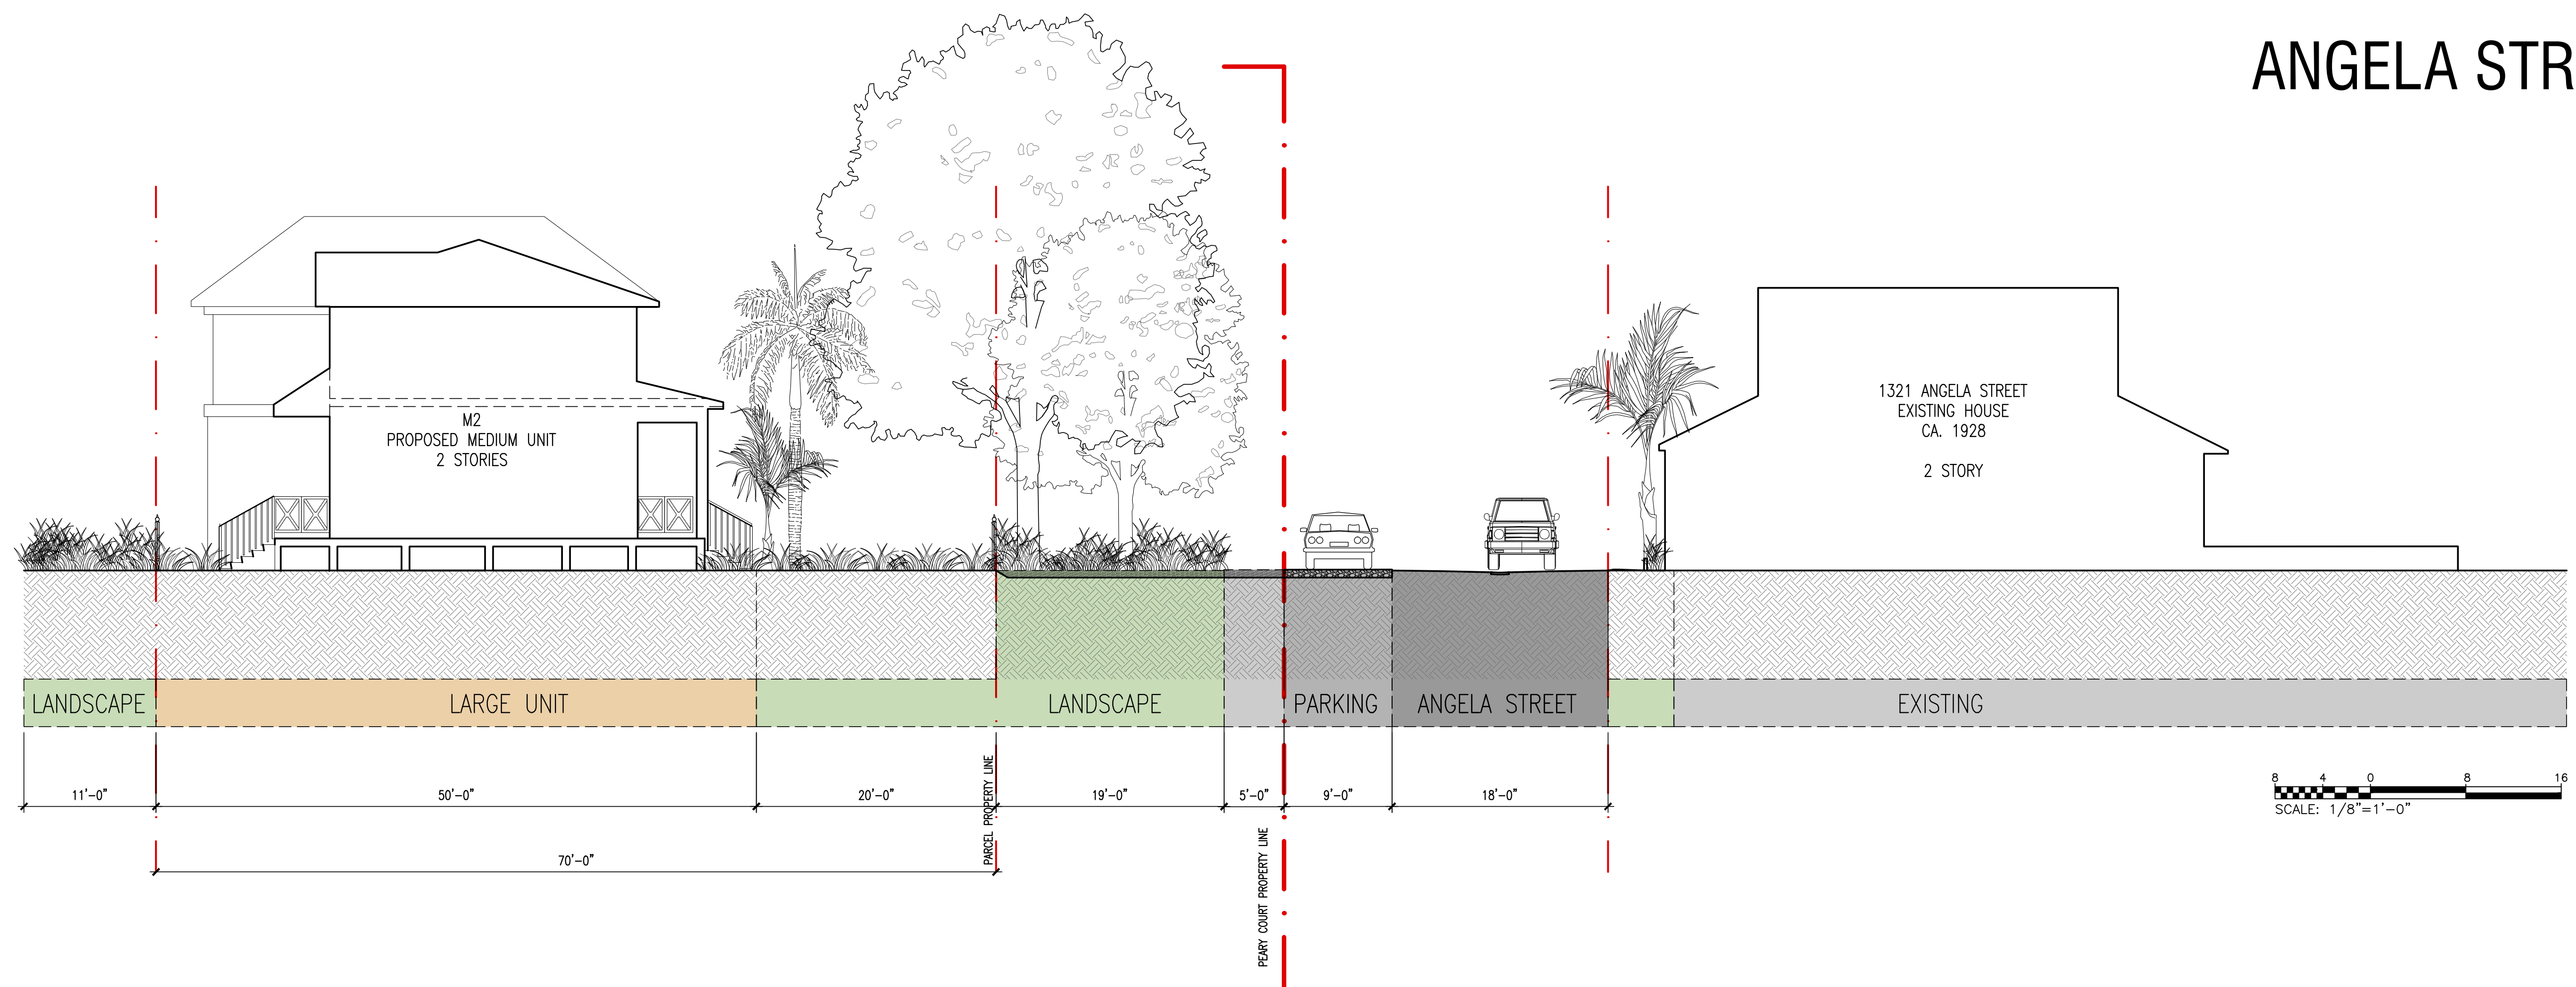 ANGELA STR
M2
PROPOSED MEDIUM UNIT
2 STORIES
1321 ANGELA STREET
EXISTING HOUSE
CA. 1928
2 STORY
LANDSCAPE
LARGE UNIT
LANDSCAPE
PARKING
ANGELA STREET
EXISTING
11'-0"
50'-0"
20'-0"
PARCEL PROPERTY LINE
19'-0"
5'-0"
9'-0"
18'-0"
8 4 0 8 16
SCALE: 1/8"=1'-0"
70'-0"
PEARY COURT PROPERTY LINE